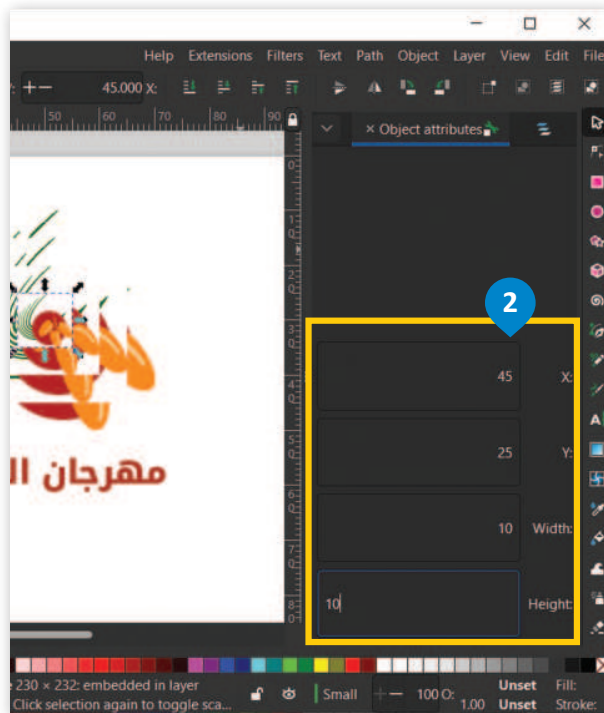 Help Extensions Filters Text Path Object Layer View Edit File
45.000 X:
50 60 70 80 90
× Object attributes
2
45 X:
25 Y:
10 Width:
10 Height:
مهرجان ال
230 × 232: embedded in layer
Click selection again to toggle sca...
Small
100 O:
1.00
Unset Fill:
Unset Stroke: